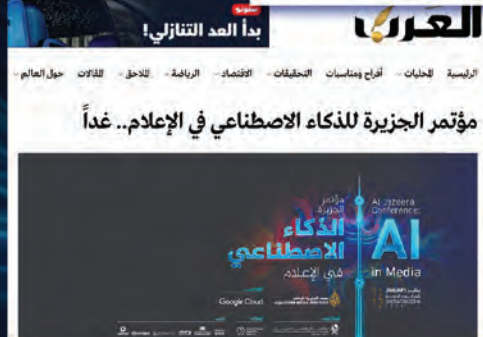 العرب
بدأ العد التنازلي!
الرئيسية المحليات أفراح ومناسبات التحقيقات الاقتصاد الرياضة الملاحق المقالات حول العالم
مؤتمر الجزيرة للذكاء الاصطناعي في الإعلام.. غداً
مؤتمر
الجزيرة
الذكاء
الاصطناعي
في الإعلام
Al Jazeera
Conference:
AI
in Media
Google Cloud